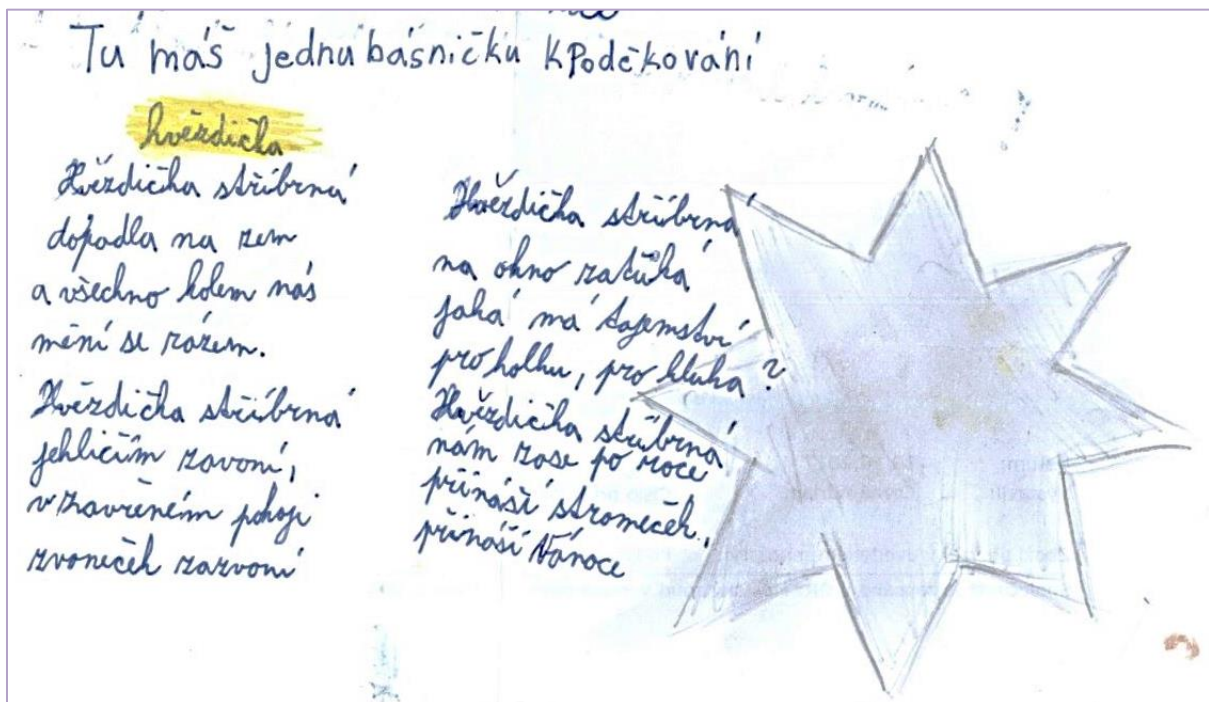 Tu máš jednu básničku K Poděkování
hvězdička
Hvězdička stříbrná
dopadla na zem
a všechno kolem nás
mění se rázem.
Hvězdička stříbrná
jehličím zavoní,
v zavřeném pokoji
zvoneček zazvoní
Hvězdička stříbrná
na okno zaťuká
jaká má tajemství
pro holku, pro kluka?
Hvězdička stříbrná
nám zase po roce
přináší stromeček,
přináší Vánoce